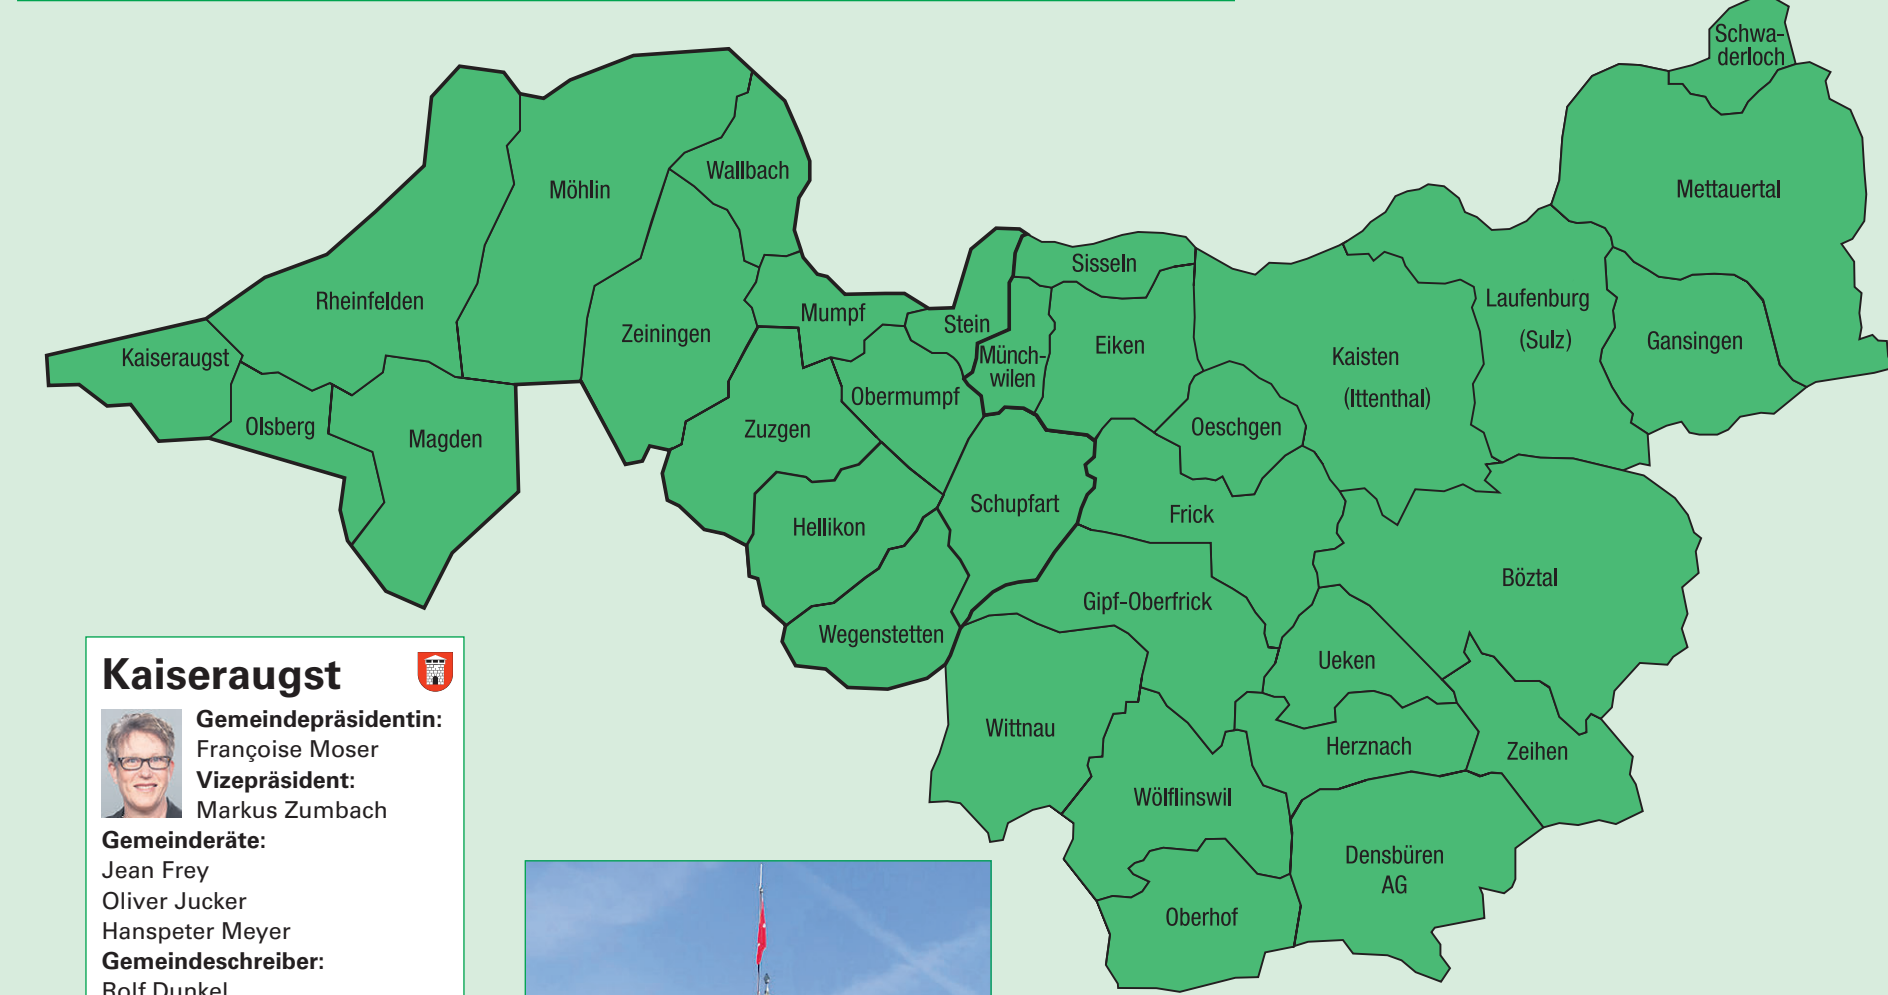 Schwa-
derloch
Wallbach
Möhlin
Mettauertal
Sisseln
Rheinfelden
Mumpf
Laufenburg
Stein
Zeiningen
(Sulz)
Gansingen
Eiken
Münch-
wilen
Kaisten
Kaiseraugst
(Ittenthal)
Obermumpf
Olsberg
Oeschgen
Zuzgen
Magden
Schupfart
Frick
Hellikon
Böztal
Gipf-Oberfrick
Wegenstetten
Ueken
Wittnau
Herznach
Zeihen
Wölflinswil
Densbüren
AG
Oberhof
Kaiseraugst
Gemeindepräsidentin:
Françoise Moser
Vizepräsident:
Markus Zumbach
Gemeinderäte:
Jean Frey
Oliver Jucker
Hanspeter Meyer
Gemeindeschreiber:
Rolf Dunkel